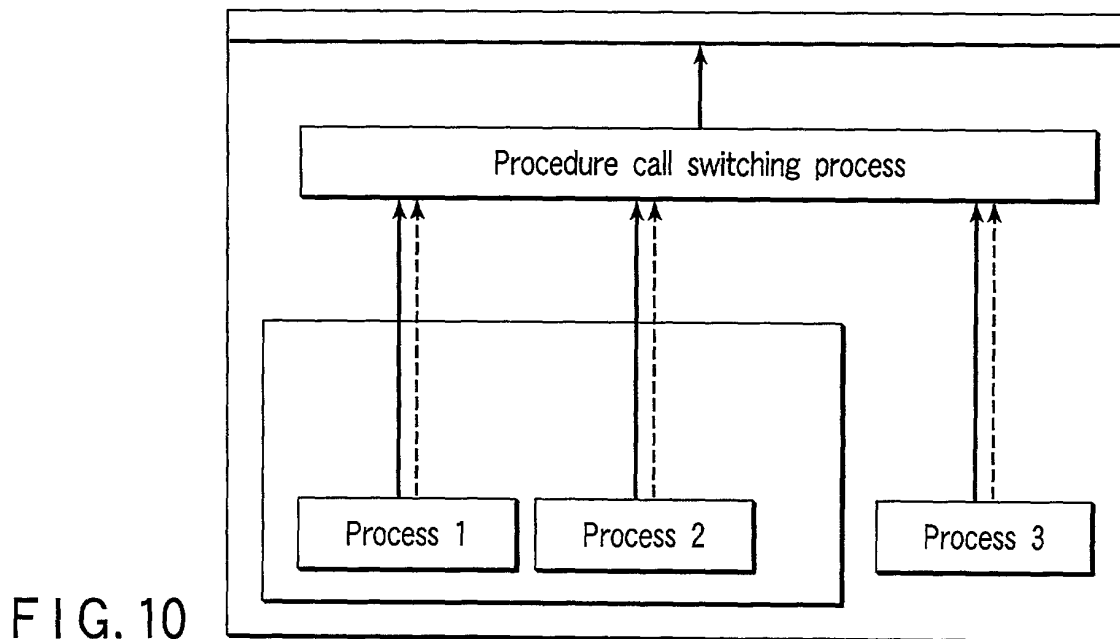 Procedure call switching process
Process 1
Process 2
Process 3
FIG. 10